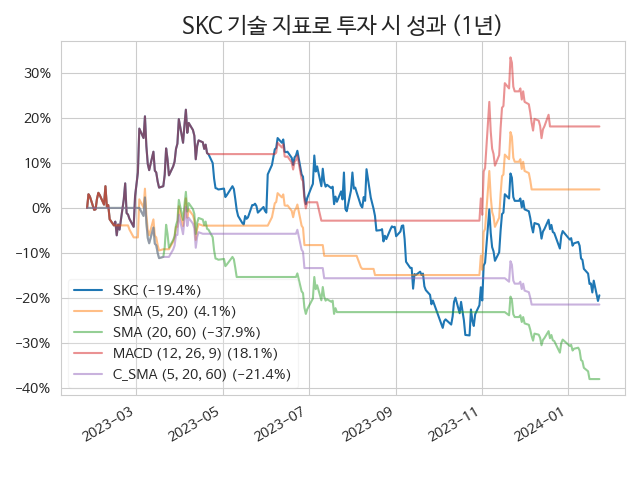 SKC 기술 지표로 투자 시 성과 (1년)
30%
20%
10%
0%
−10%
−20%
−30%
−40%
SKC (−19.4%)
SMA (5, 20) (4.1%)
SMA (20, 60) (−37.9%)
MACD (12, 26, 9) (18.1%)
C_SMA (5, 20, 60) (−21.4%)
2023−03
2023−05
2023−07
2023−09
2023−11
2024−01